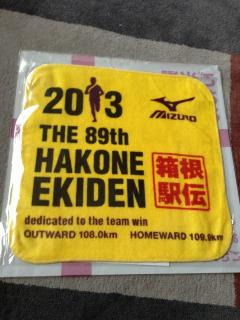 2013
MIZUNO
THE 89th
HAKONE
EKIDEN
箱根
駅伝
dedicated to the team win
OUTWARD 108.0km HOMEWARD 109.9km